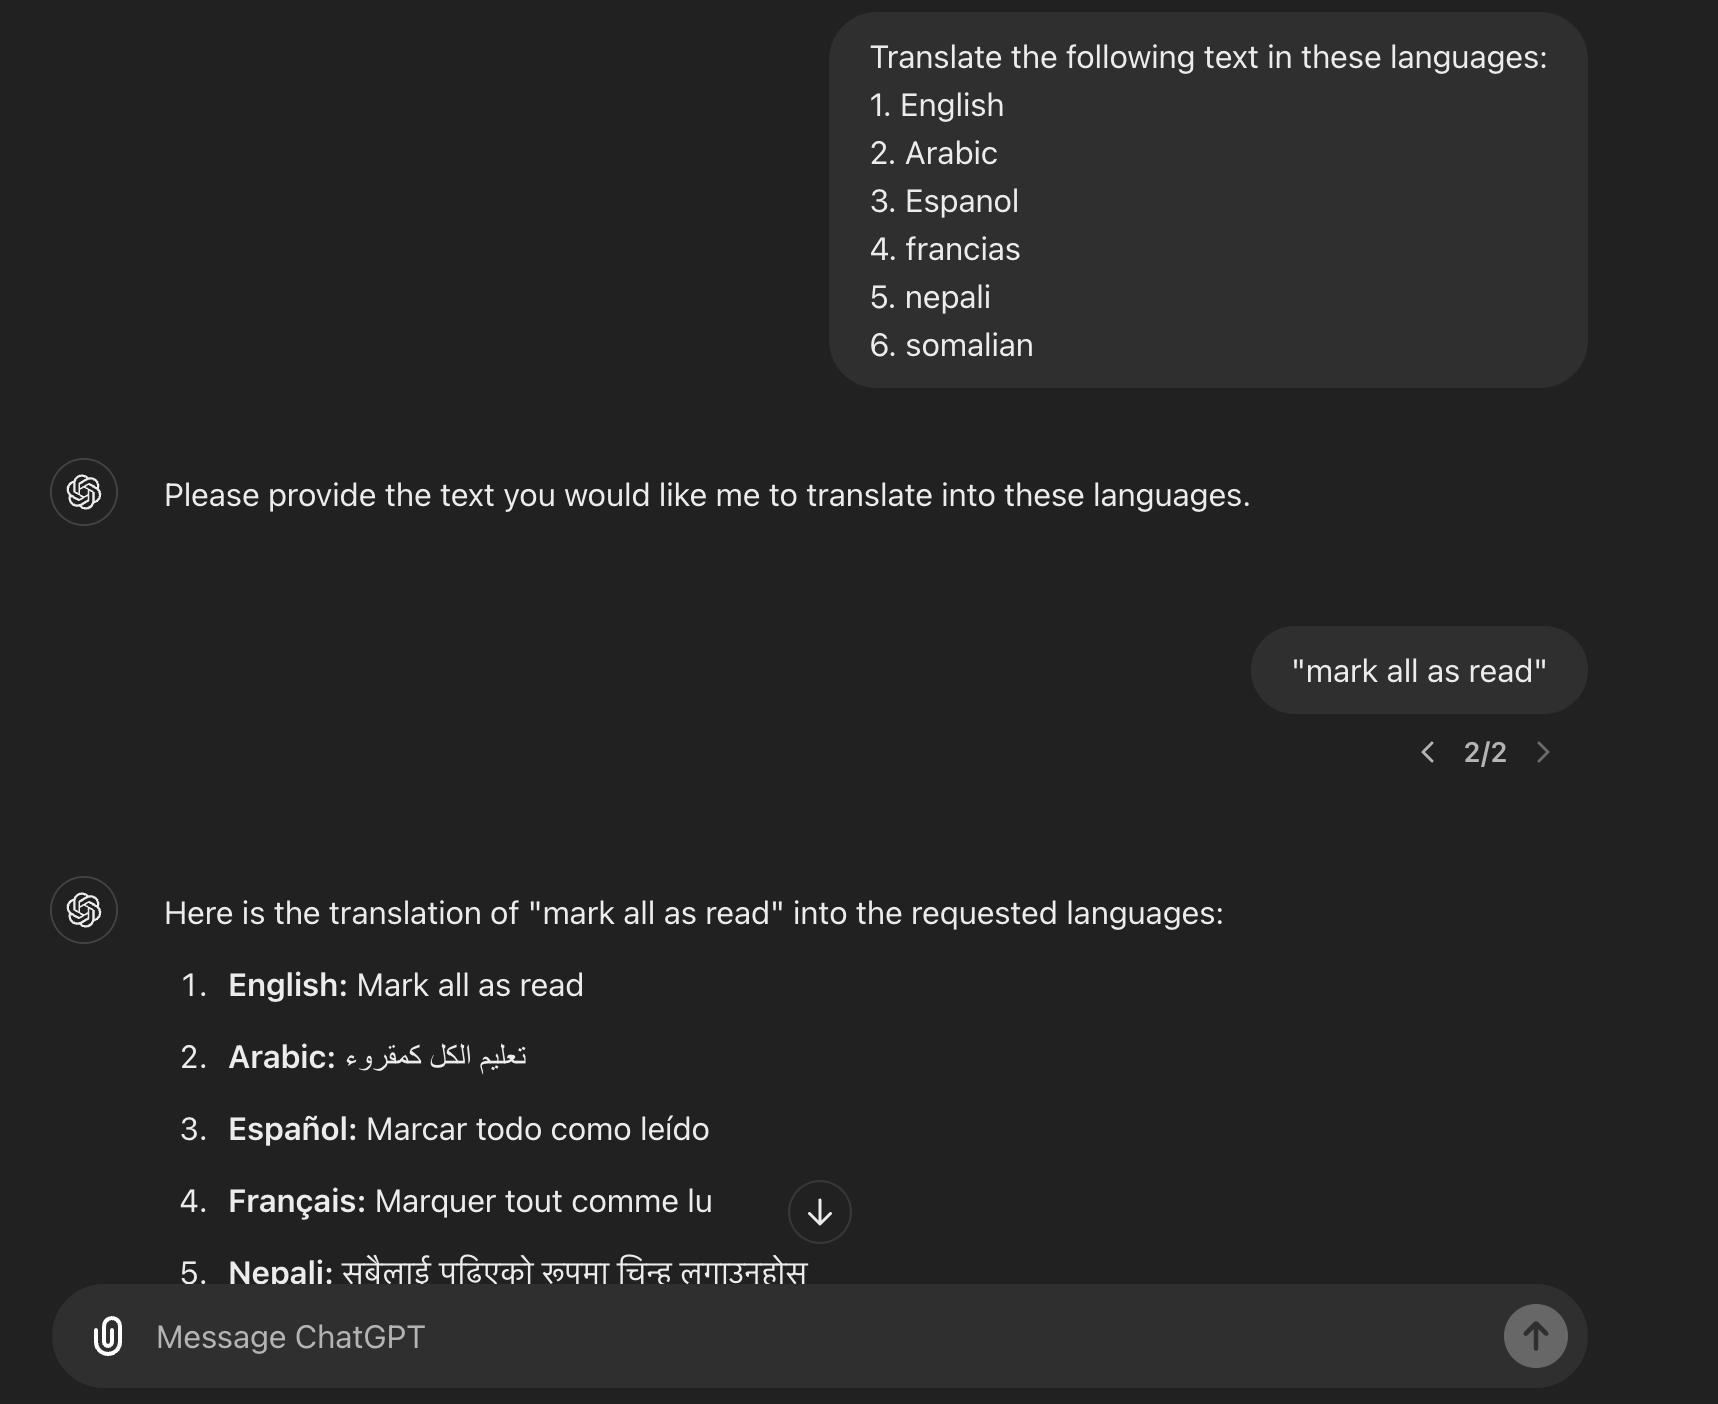 Translate the following text in these languages:
1. English
2. Arabic
3. Espanol
4. francias
5. nepali
6. somalian
Please provide the text you would like me to translate into these languages.
"mark all as read"
2/2
Here is the translation of "mark all as read" into the requested languages:
1. English: Mark all as read
2. Arabic: تعليم الكل كمقروء
3. Español: Marcar todo como leído
4. Français: Marquer tout comme lu
5. Nepali: सबैलाई पढिएको रूपमा चिन्ह लगाउनुहोस्
Message ChatGPT